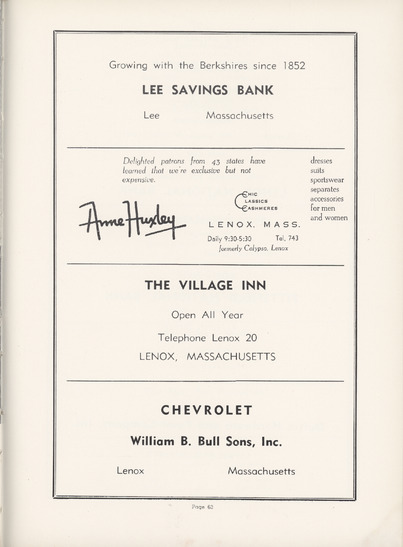 Growing with the Berkshires since 1852
LEE SAVINGS BANK
Lee Massachusetts
Delighted patrons from 43 states have
learned that we're exclusive but not
expensive.
Anne Huxley
CHIC
CLASSICS
CASHMERES
LENOX, MASS.
Daily 9:30-5:30 Tel. 743
formerly Calypso, Lenox
dresses
suits
sportswear
separates
accessories
for men
and women
THE VILLAGE INN
Open All Year
Telephone Lenox 20
LENOX, MASSACHUSETTS
CHEVROLET
William B. Bull Sons, Inc.
Lenox Massachusetts
Page 62